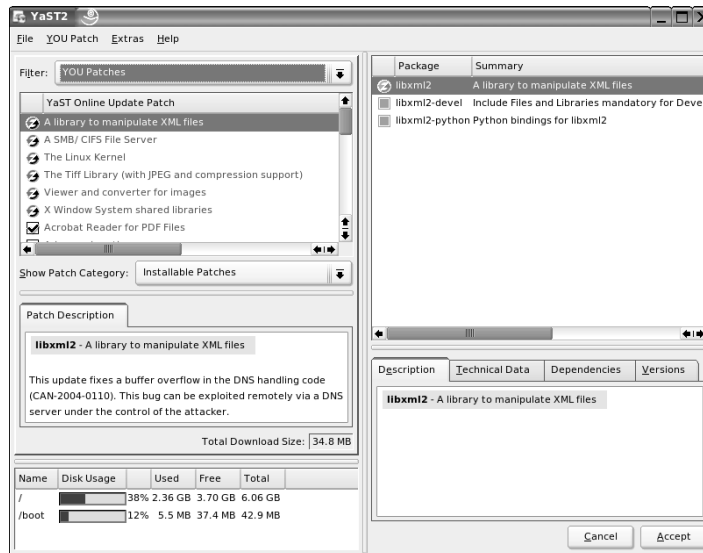 YaST2
File YOU Patch Extras Help
Filter: YOU Patches
YaST Online Update Patch
A library to manipulate XML files
A SMB/ CIFS File Server
The Linux Kernel
The Tiff Library (with JPEG and compression support)
Viewer and converter for images
X Window System shared libraries
Acrobat Reader for PDF Files
Show Patch Category: Installable Patches
Patch Description
libxml2 - A library to manipulate XML files
This update fixes a buffer overflow in the DNS handling code
(CAN-2004-0110). This bug can be exploited remotely via a DNS
server under the control of the attacker.
Total Download Size: 34.8 MB
Name Disk Usage Used Free Total
/ 38% 2.36 GB 3.70 GB 6.06 GB
/boot 12% 5.5 MB 37.4 MB 42.9 MB
Package Summary
libxml2 A library to manipulate XML files
libxml2-devel Include Files and Libraries mandatory for Deve
libxml2-python Python bindings for libxml2
Description Technical Data Dependencies Versions
libxml2 - A library to manipulate XML files
Cancel Accept